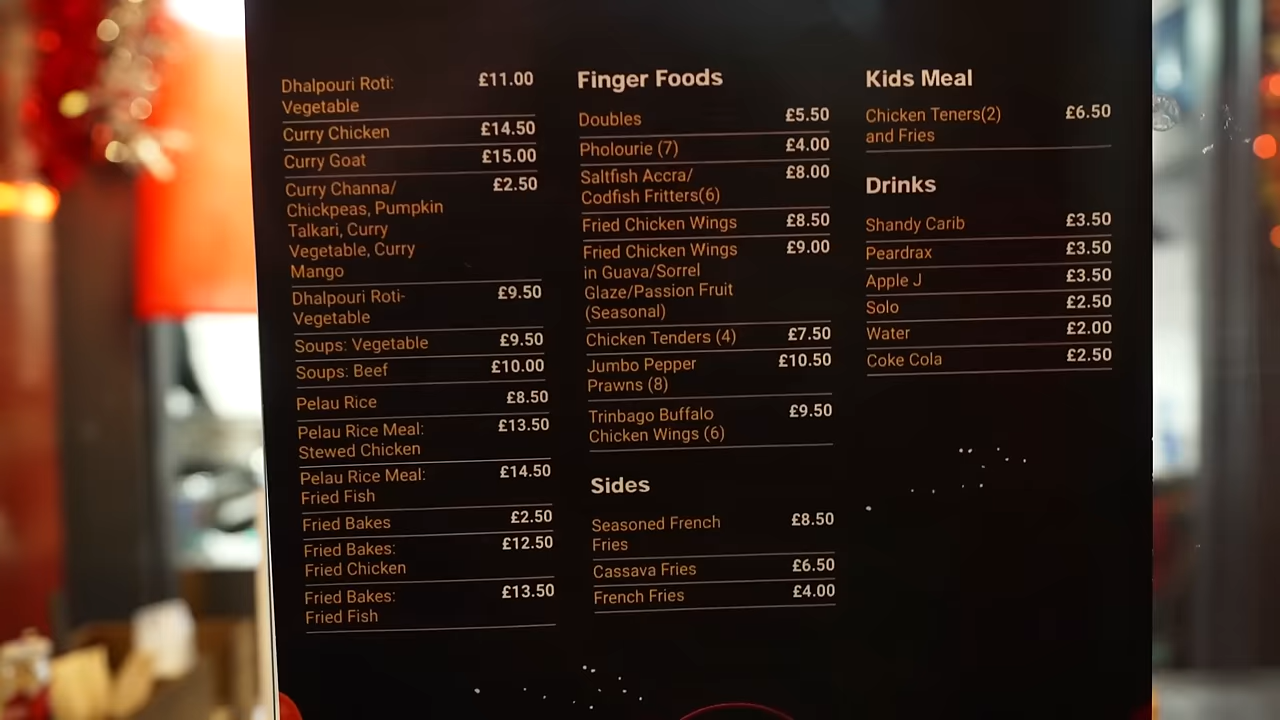 Dhalpouri Roti: £11.00
Vegetable
Curry Chicken £14.50
Curry Goat £15.00
Curry Channa/ £2.50
Chickpeas, Pumpkin
Talkari, Curry
Vegetable, Curry
Mango
Dhalpouri Roti- £9.50
Vegetable
Soups: Vegetable £9.50
Soups: Beef £10.00
Pelau Rice £8.50
Pelau Rice Meal: £13.50
Stewed Chicken
Pelau Rice Meal: £14.50
Fried Fish
Fried Bakes £2.50
Fried Bakes: £12.50
Fried Chicken
Fried Bakes: £13.50
Fried Fish
Finger Foods
Doubles £5.50
Pholourie (7) £4.00
Saltfish Accra/ £8.00
Codfish Fritters(6)
Fried Chicken Wings £8.50
Fried Chicken Wings £9.00
in Guava/Sorrel
Glaze/Passion Fruit
(Seasonal)
Chicken Tenders (4) £7.50
Jumbo Pepper £10.50
Prawns (8)
Trinbago Buffalo £9.50
Chicken Wings (6)
Sides
Seasoned French £8.50
Fries
Cassava Fries £6.50
French Fries £4.00
Kids Meal
Chicken Teners(2) £6.50
and Fries
Drinks
Shandy Carib £3.50
Peardrax £3.50
Apple J £3.50
Solo £2.50
Water £2.00
Coke Cola £2.50